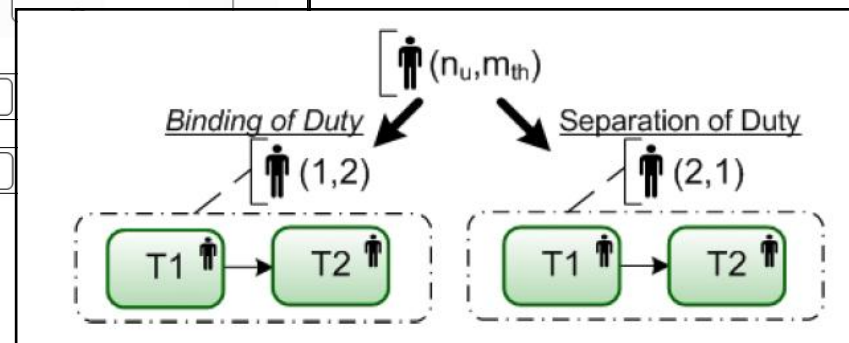 (nu,mth)
Binding of Duty
Separation of Duty
(1,2)
(2,1)
T1
T2
T1
T2